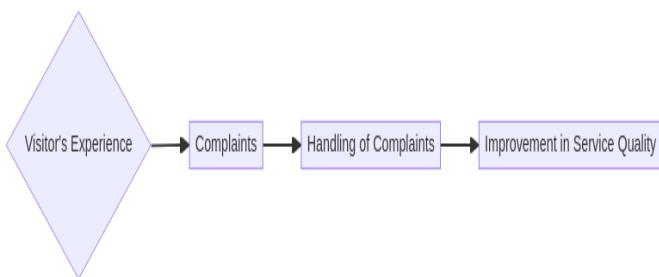 Visitor's Experience
Complaints
Handling of Complaints
Improvement in Service Quality